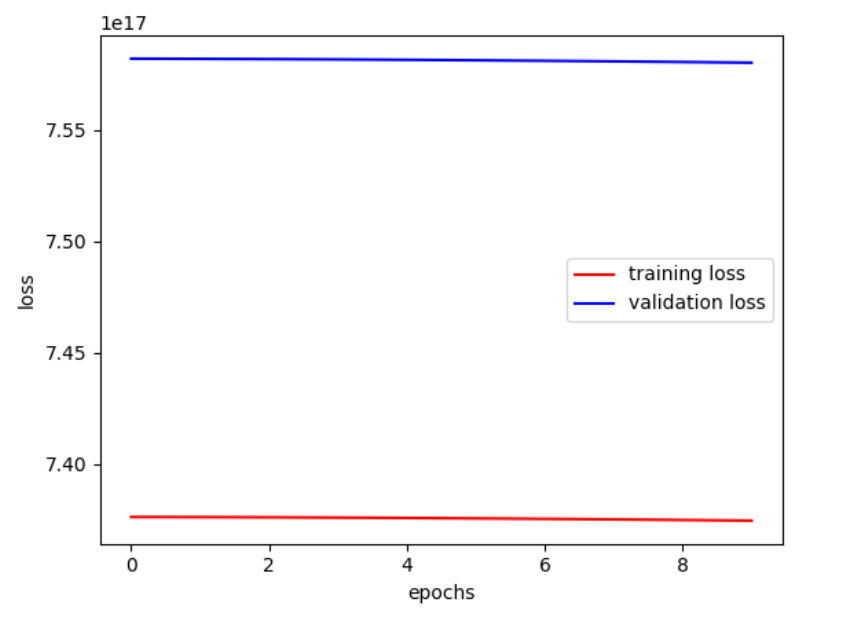 1e17
7.55
7.50
7.45
7.40
loss
training loss
validation loss
0 2 4 6 8
epochs